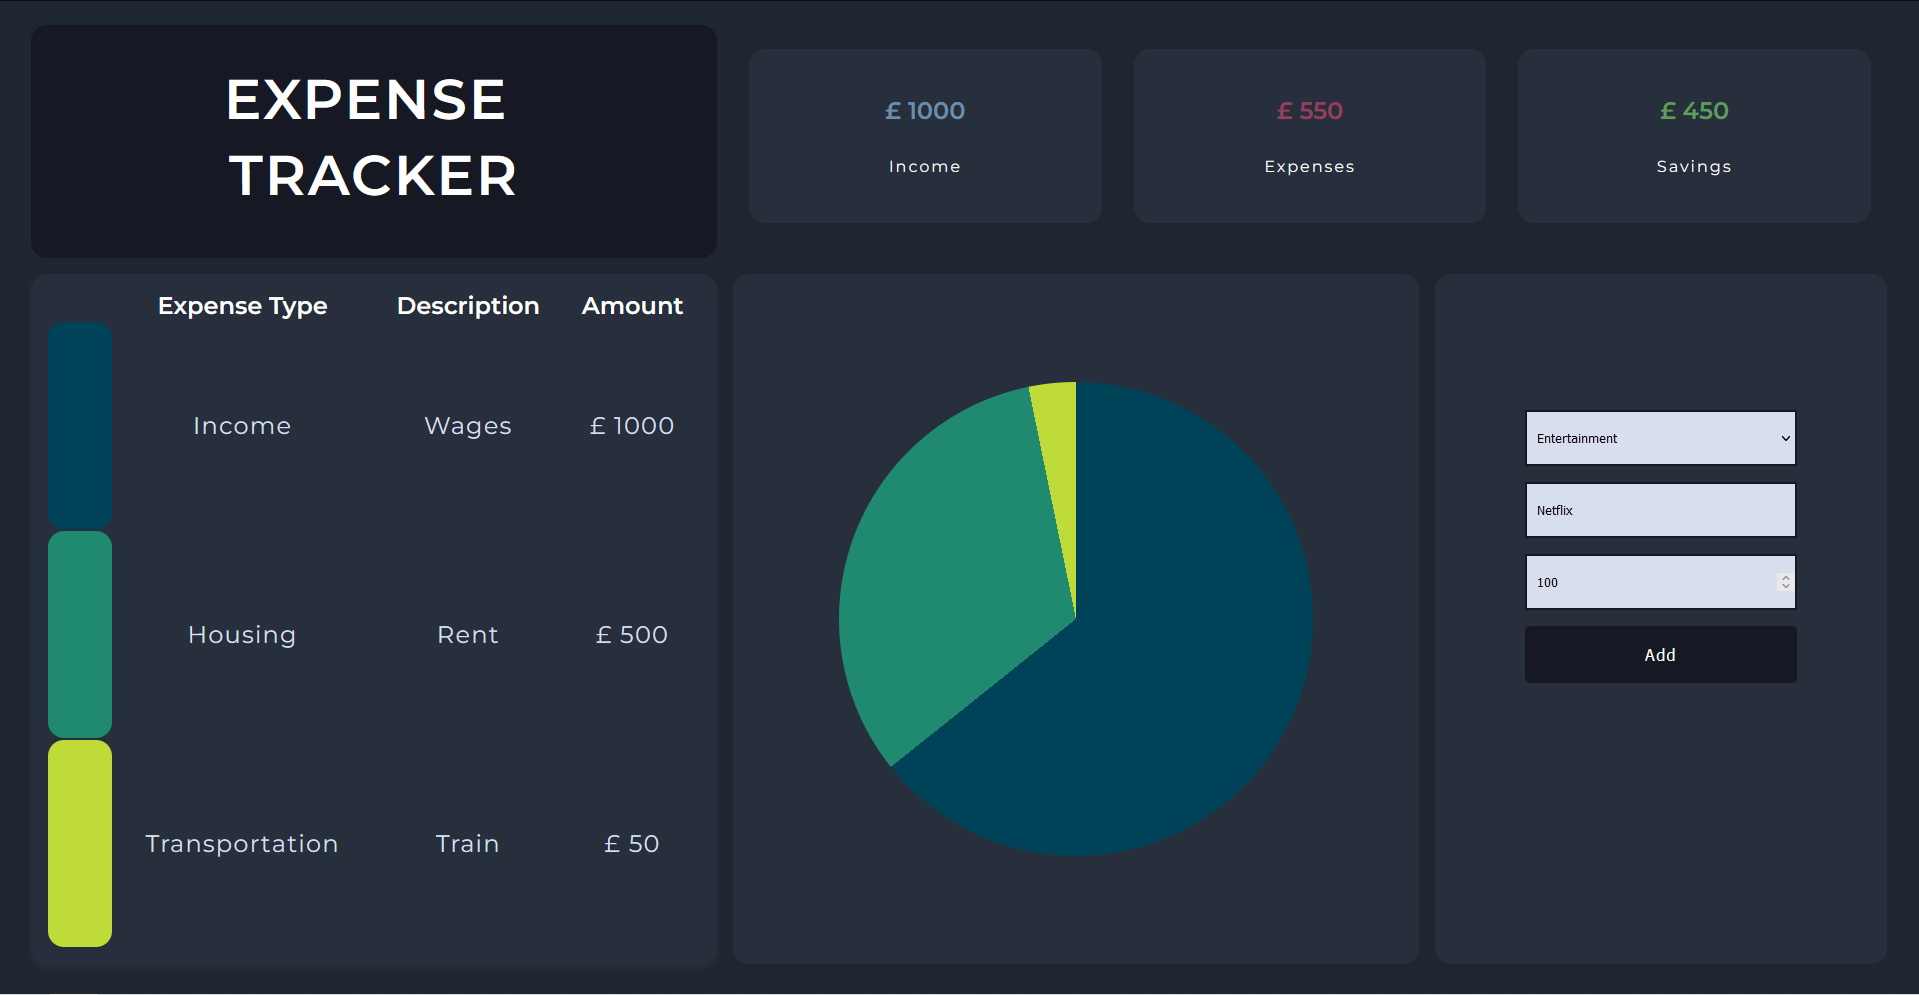 EXPENSE
TRACKER
£ 1000
Income
£ 550
Expenses
£ 450
Savings
Expense Type Description Amount
Income Wages £ 1000
Housing Rent £ 500
Transportation Train £ 50
Entertainment
Netflix
100
Add